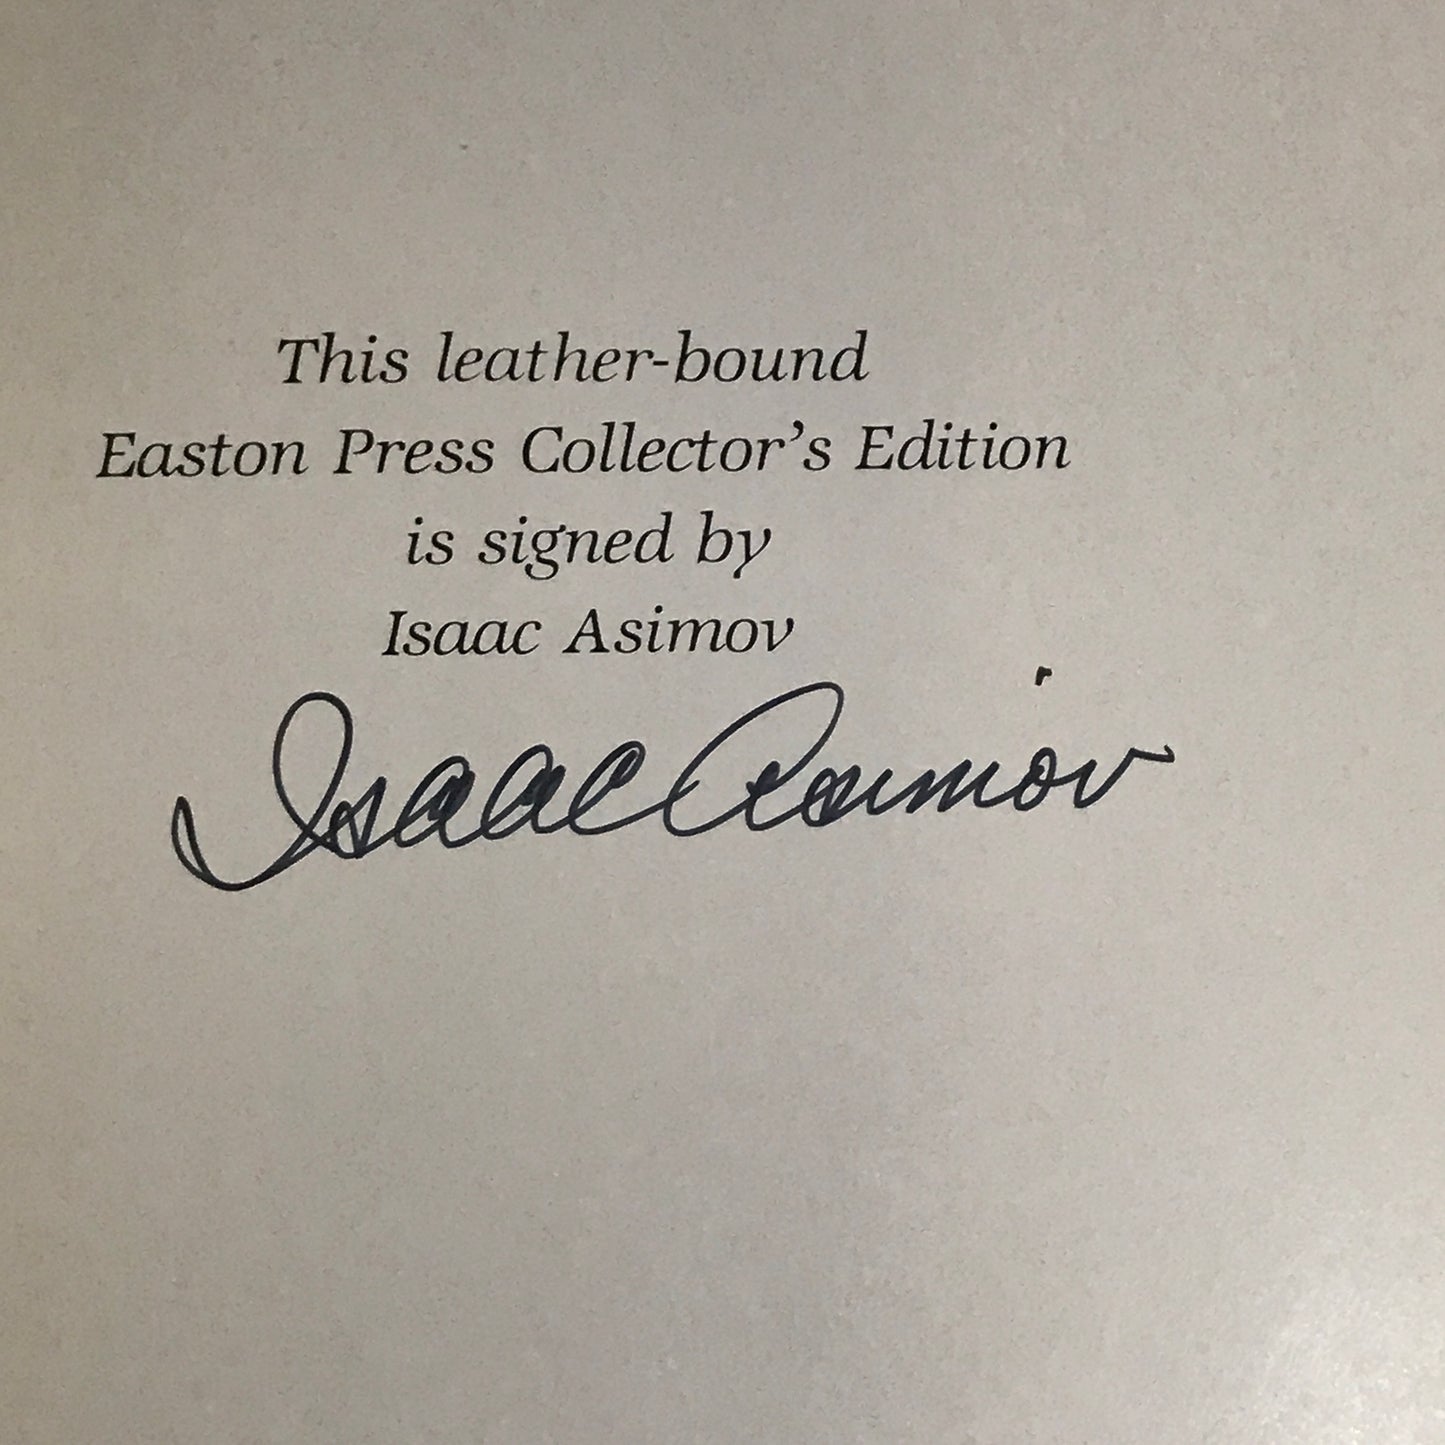 This leather-bound
Easton Press Collector's Edition
is signed by
Isaac Asimov
Isaac Asimov